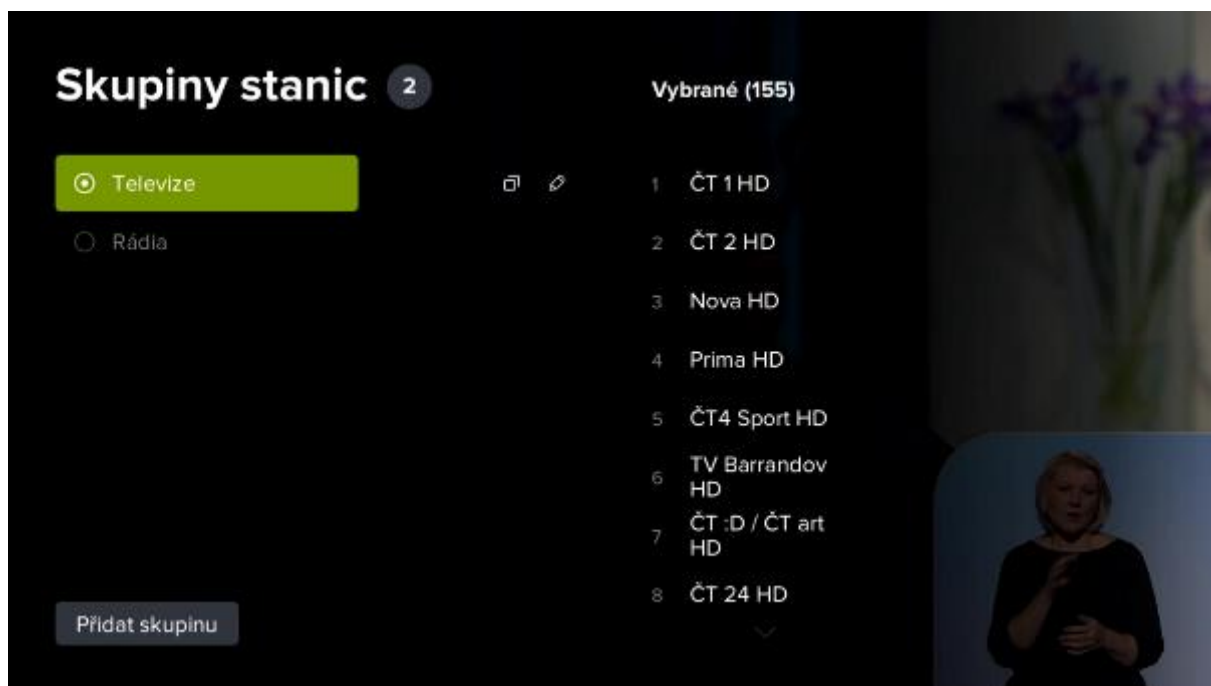 Skupiny stanic 2
Televize
Rádia
Přidat skupinu
Vybrané (155)
1 ČT 1 HD
2 ČT 2 HD
3 Nova HD
4 Prima HD
5 ČT4 Sport HD
6 TV Barrandov
HD
7 ČT :D / ČT art
HD
8 ČT 24 HD